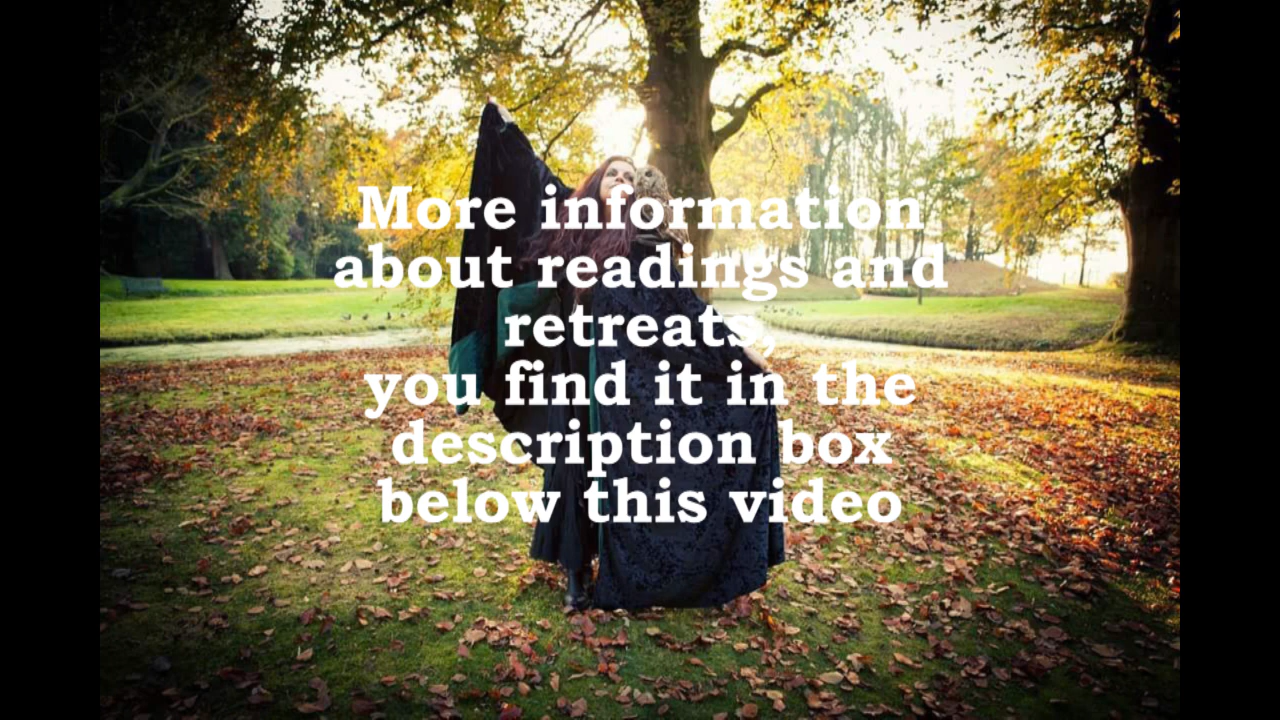 More information
about readings and
retreats,
you find it in the
description box
below this video